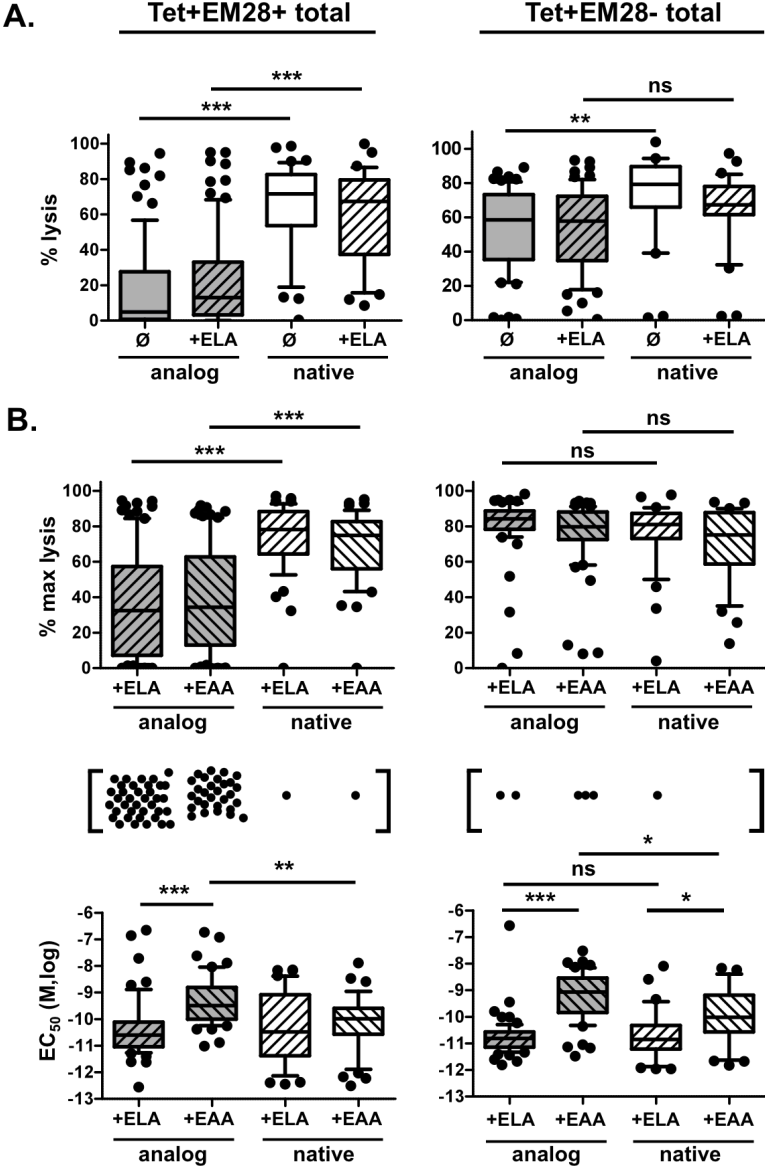 A.
Tet+EM28+ total Tet+EM28- total
*** ns
*** **
% lysis
100 100
80 80
60 60
40 40
20 20
0 0
Ø +ELA Ø +ELA Ø +ELA Ø +ELA
analog native analog native
B.
*** ns
*** ns
% max lysis
100 100
80 80
60 60
40 40
20 20
0 0
+ELA +EAA +ELA +EAA +ELA +EAA +ELA +EAA
analog native analog native
*
** ns
*** *** *
EC50 (M,log)
-6 -6
-7 -7
-8 -8
-9 -9
-10 -10
-11 -11
-12 -12
-13 -13
+ELA +EAA +ELA +EAA +ELA +EAA +ELA +EAA
analog native analog native